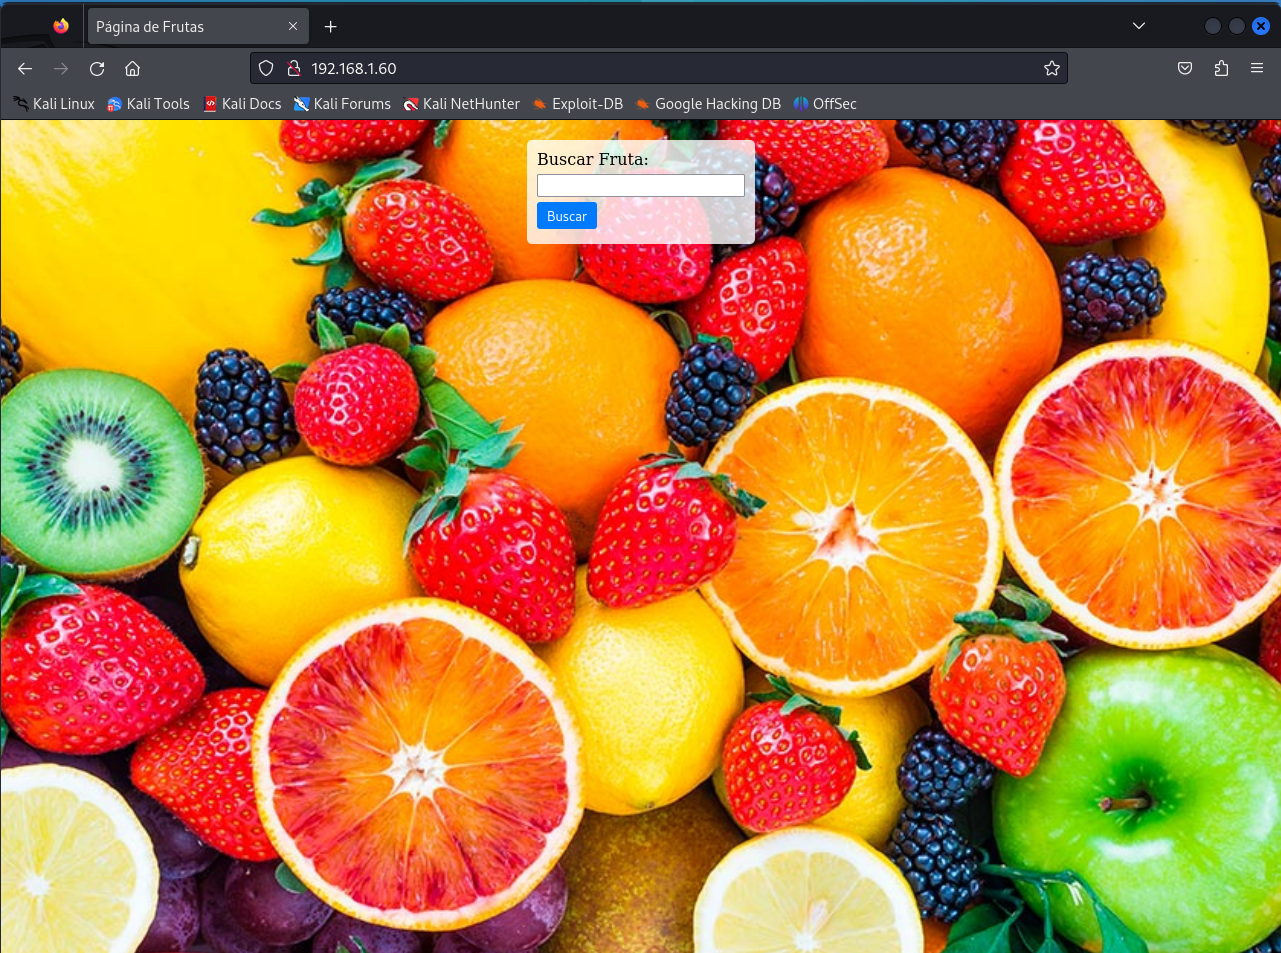 Página de Frutas
192.168.1.60
Kali Linux Kali Tools Kali Docs Kali Forums Kali NetHunter Exploit-DB Google Hacking DB OffSec
Buscar Fruta:
Buscar